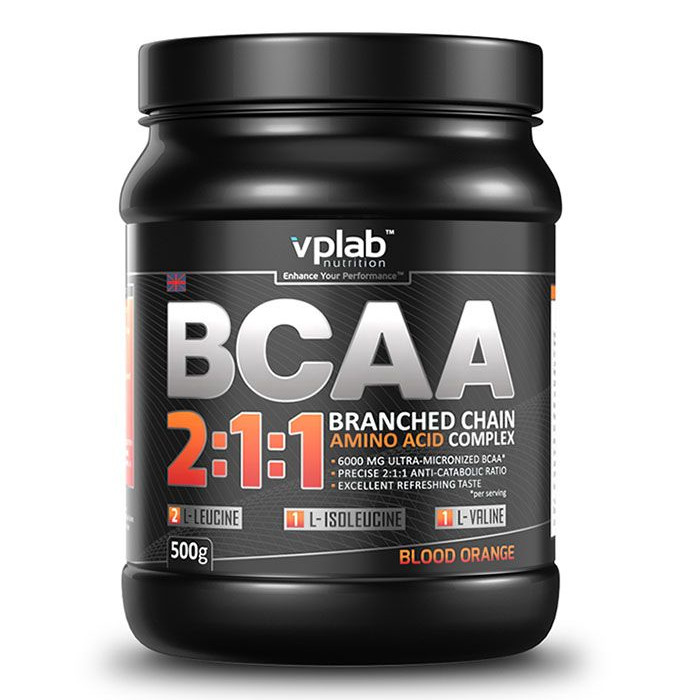 vplab™
nutrition
Enhance Your Performance™
BCAA
2:1:1
BRANCHED CHAIN
AMINO ACID COMPLEX
• 6000 MG ULTRA-MICRONIZED BCAA*
• PRECISE 2:1:1 ANTI-CATABOLIC RATIO
• EXCELLENT REFRESHING TASTE
*per serving
2 L-LEUCINE 1 L-ISOLEUCINE 1 L-VALINE
500g
BLOOD ORANGE